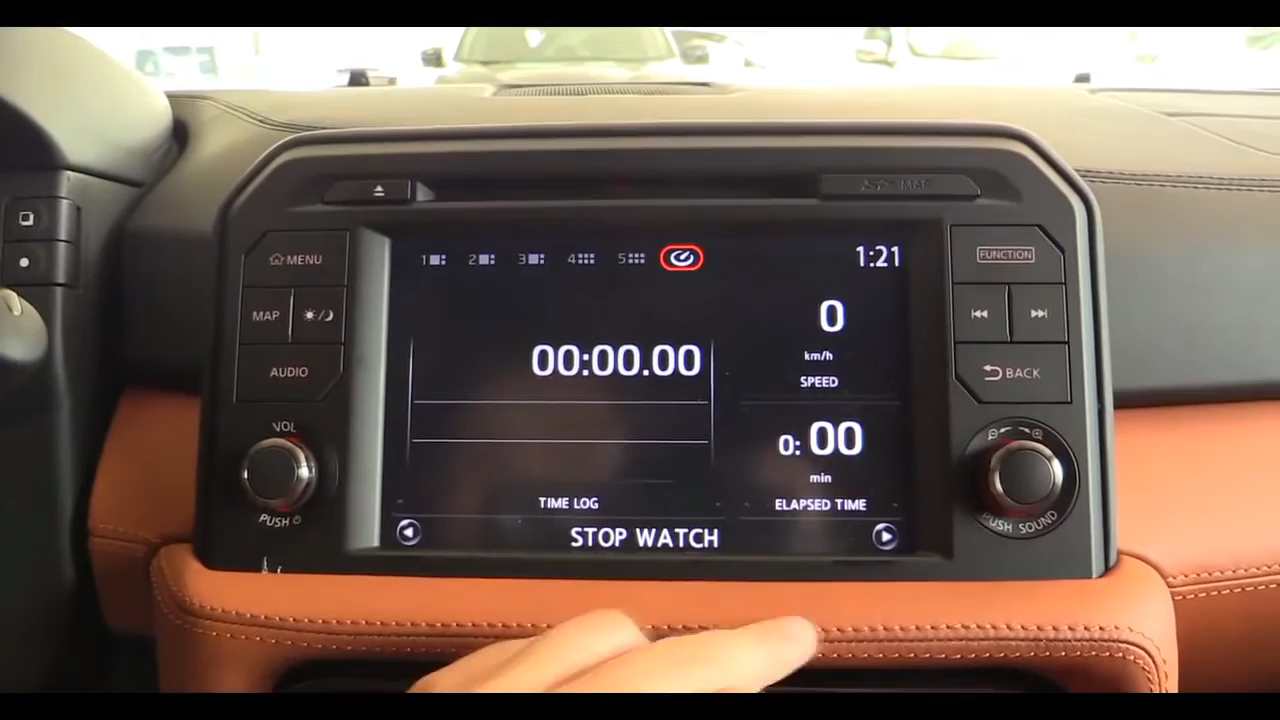 MENU
FUNCTION
MAP
AUDIO
BACK
VOL
PUSH
PUSH SOUND
MAP
1 2 3 4 5
1:21
00:00.00
0
km/h
SPEED
0:00
min
TIME LOG
ELAPSED TIME
STOP WATCH